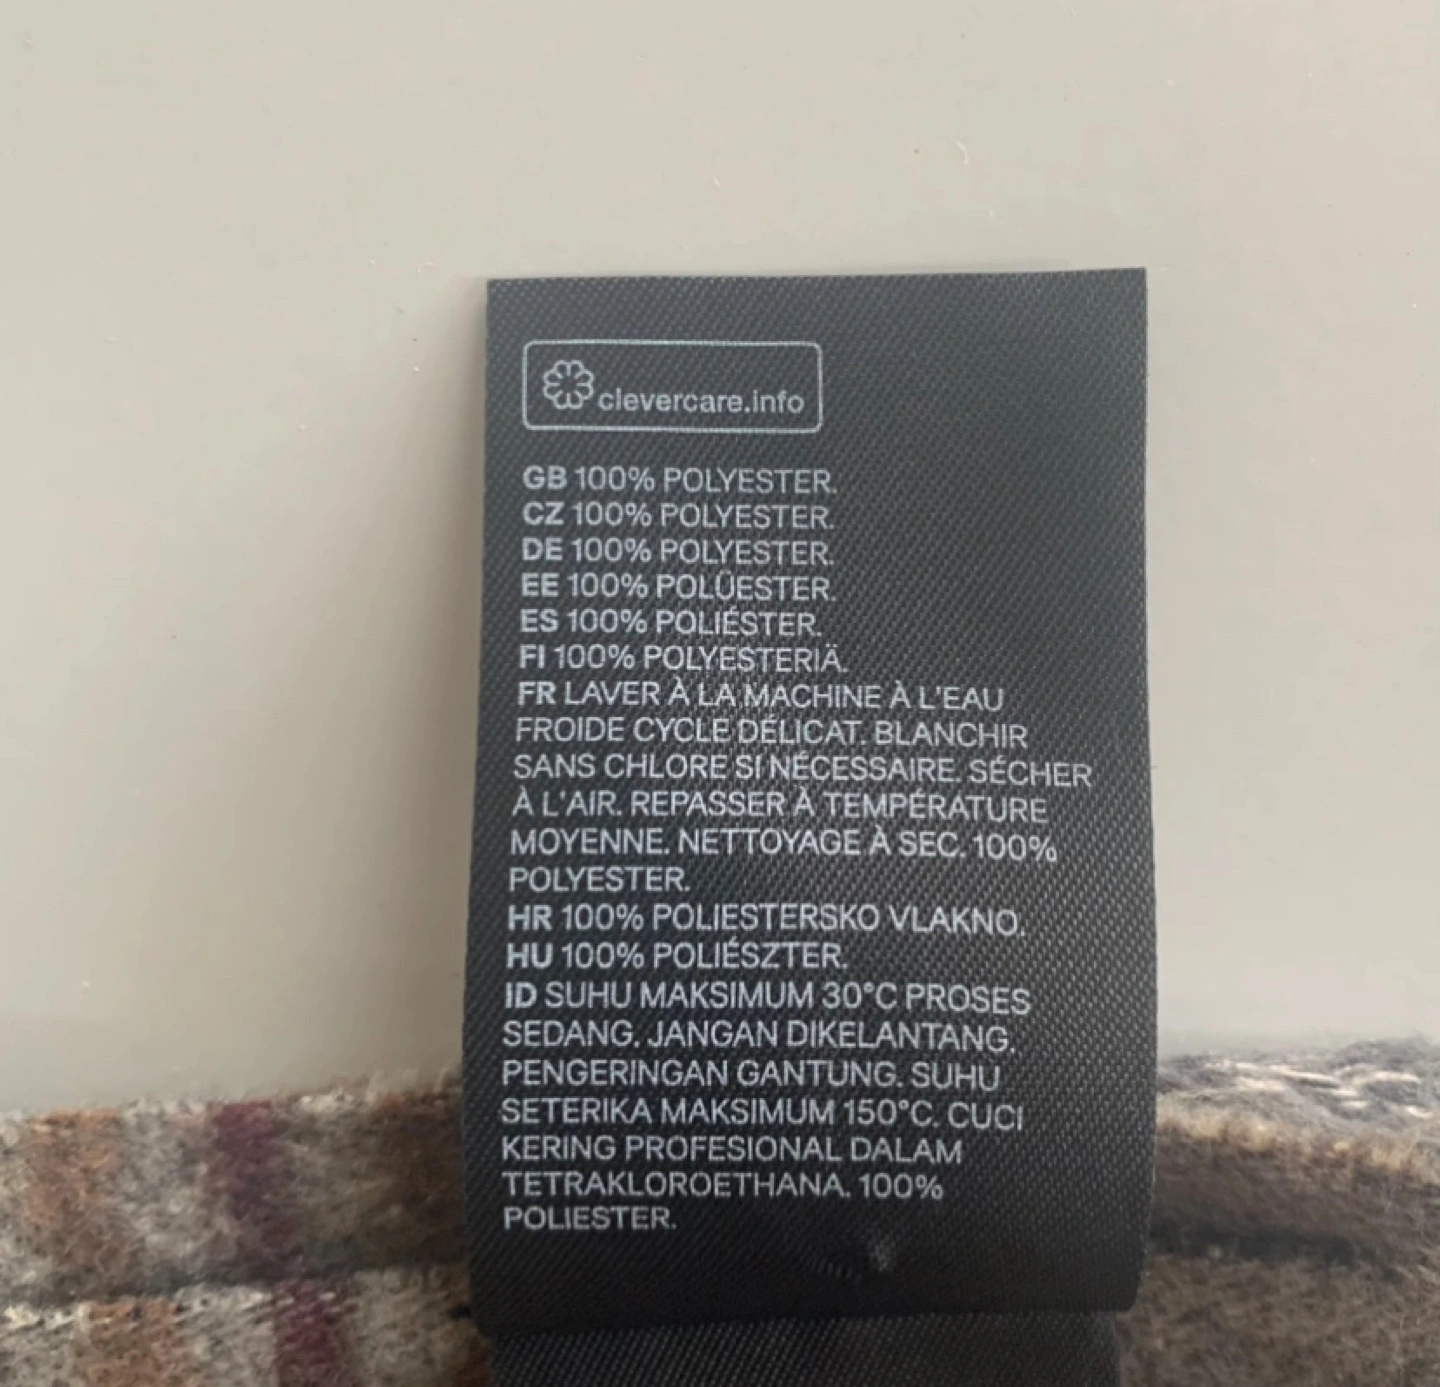 clevercare.info
GB 100% POLYESTER.
CZ 100% POLYESTER.
DE 100% POLYESTER.
EE 100% POLÜESTER.
ES 100% POLIÉSTER.
FI 100% POLYESTERIÄ.
FR LAVER À LA MACHINE À L'EAU
FROIDE CYCLE DÉLICAT. BLANCHIR
SANS CHLORE SI NÉCESSAIRE. SÉCHER
À L'AIR. REPASSER À TEMPÉRATURE
MOYENNE. NETTOYAGE À SEC. 100%
POLYESTER.
HR 100% POLIESTERSKO VLAKNO.
HU 100% POLIÉSZTER.
ID SUHU MAKSIMUM 30°C PROSES
SEDANG. JANGAN DIKELANTANG.
PENGERINGAN GANTUNG. SUHU
SETERIKA MAKSIMUM 150°C. CUCI
KERING PROFESIONAL DALAM
TETRAKLOROETHANA. 100%
POLIESTER.